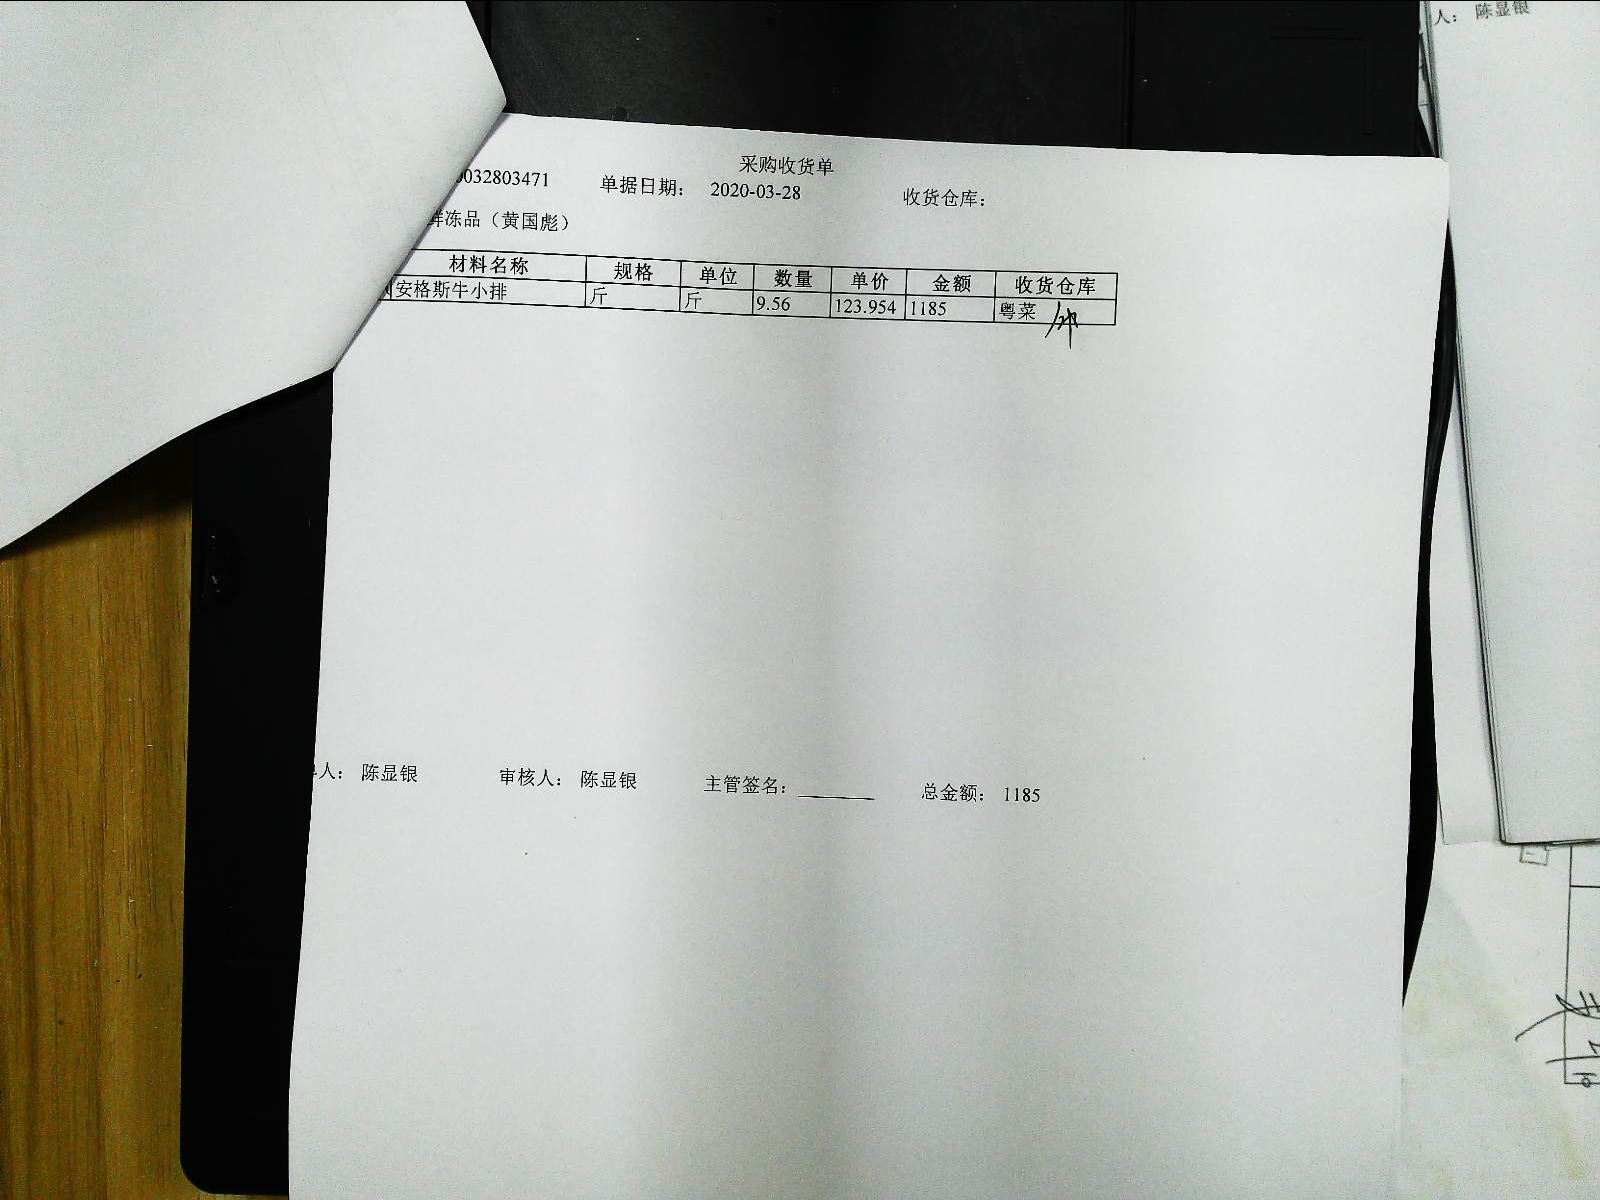 人： 陈显银
采购收货单
0032803471 单据日期： 2020-03-28 收货仓库：
鲜冻品（黄国彪）
材料名称 规格 单位 数量 单价 金额 收货仓库
安格斯牛小排 斤 斤 9.56 123.954 1185 粤菜
人： 陈显银 审核人： 陈显银 主管签名： 总金额： 1185